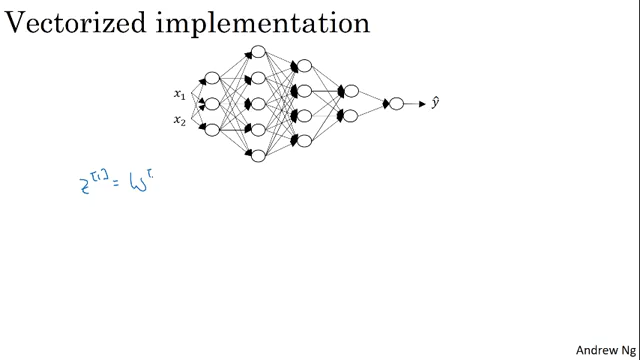 Vectorized implementation
x₁
x₂
ŷ
z^[1] = W^[
Andrew Ng